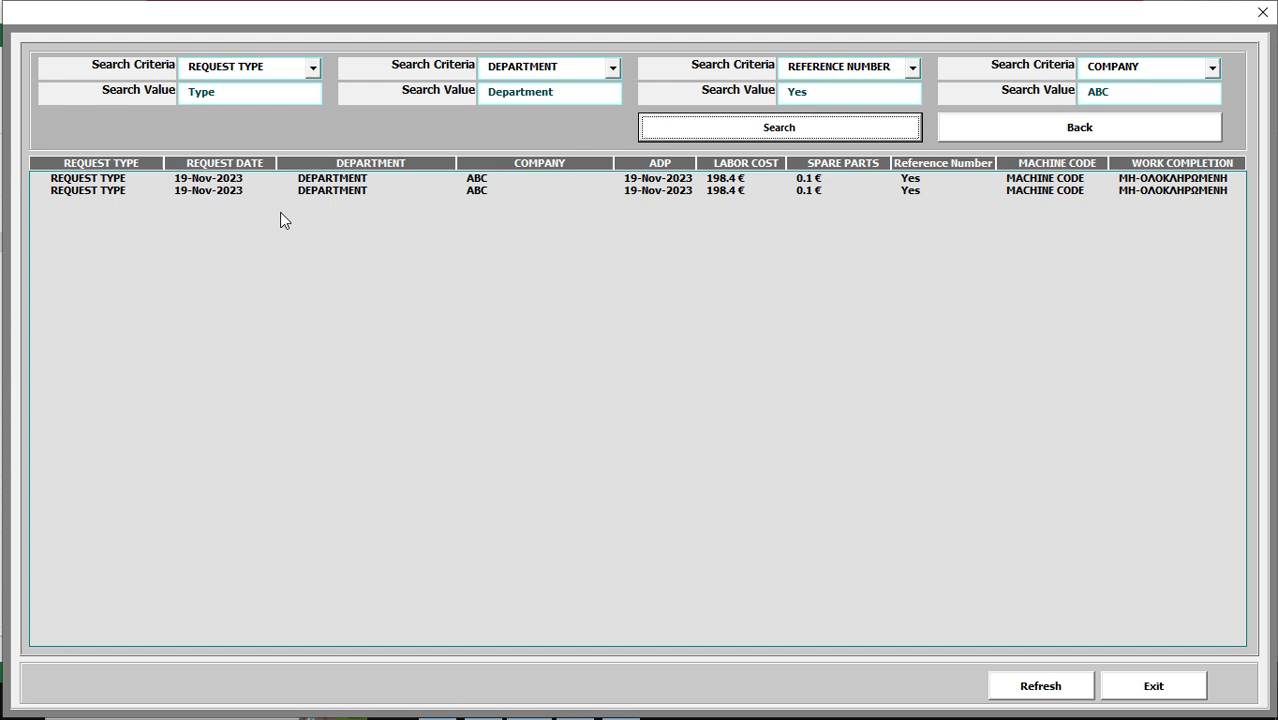 Search Criteria REQUEST TYPE Search Criteria DEPARTMENT Search Criteria REFERENCE NUMBER Search Criteria COMPANY
Search Value Type Search Value Department Search Value Yes Search Value ABC
Search Back
REQUEST TYPE REQUEST DATE DEPARTMENT COMPANY ADP LABOR COST SPARE PARTS Reference Number MACHINE CODE WORK COMPLETION
REQUEST TYPE 19-Nov-2023 DEPARTMENT ABC 19-Nov-2023 198.4 € 0.1 € Yes MACHINE CODE ΜΗ-ΟΛΟΚΛΗΡΩΜΕΝΗ
REQUEST TYPE 19-Nov-2023 DEPARTMENT ABC 19-Nov-2023 198.4 € 0.1 € Yes MACHINE CODE ΜΗ-ΟΛΟΚΛΗΡΩΜΕΝΗ
Refresh Exit